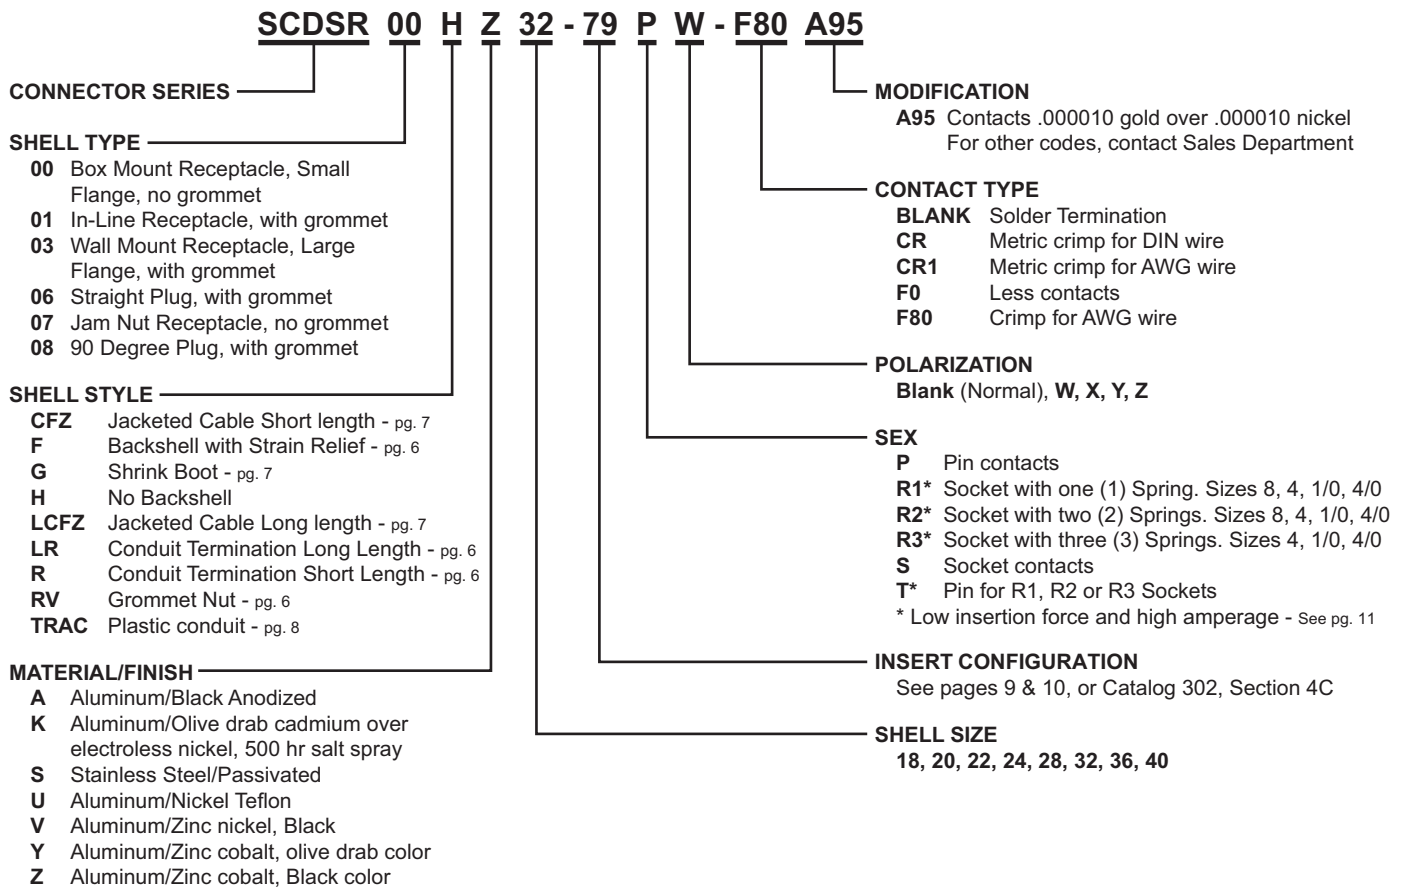 SCDSR 00 H Z 32 - 79 P W - F80 A95
CONNECTOR SERIES
SHELL TYPE
00 Box Mount Receptacle, Small
Flange, no grommet
01 In-Line Receptacle, with grommet
03 Wall Mount Receptacle, Large
Flange, with grommet
06 Straight Plug, with grommet
07 Jam Nut Receptacle, no grommet
08 90 Degree Plug, with grommet
SHELL STYLE
CFZ Jacketed Cable Short length - pg. 7
F Backshell with Strain Relief - pg. 6
G Shrink Boot - pg. 7
H No Backshell
LCFZ Jacketed Cable Long length - pg. 7
LR Conduit Termination Long Length - pg. 6
R Conduit Termination Short Length - pg. 6
RV Grommet Nut - pg. 6
TRAC Plastic conduit - pg. 8
MATERIAL/FINISH
A Aluminum/Black Anodized
K Aluminum/Olive drab cadmium over
electroless nickel, 500 hr salt spray
S Stainless Steel/Passivated
U Aluminum/Nickel Teflon
V Aluminum/Zinc nickel, Black
Y Aluminum/Zinc cobalt, olive drab color
Z Aluminum/Zinc cobalt, Black color
MODIFICATION
A95 Contacts .000010 gold over .000010 nickel
For other codes, contact Sales Department
CONTACT TYPE
BLANK Solder Termination
CR Metric crimp for DIN wire
CR1 Metric crimp for AWG wire
F0 Less contacts
F80 Crimp for AWG wire
POLARIZATION
Blank (Normal), W, X, Y, Z
SEX
P Pin contacts
R1* Socket with one (1) Spring. Sizes 8, 4, 1/0, 4/0
R2* Socket with two (2) Springs. Sizes 8, 4, 1/0, 4/0
R3* Socket with three (3) Springs. Sizes 4, 1/0, 4/0
S Socket contacts
T* Pin for R1, R2 or R3 Sockets
* Low insertion force and high amperage - See pg. 11
INSERT CONFIGURATION
See pages 9 & 10, or Catalog 302, Section 4C
SHELL SIZE
18, 20, 22, 24, 28, 32, 36, 40